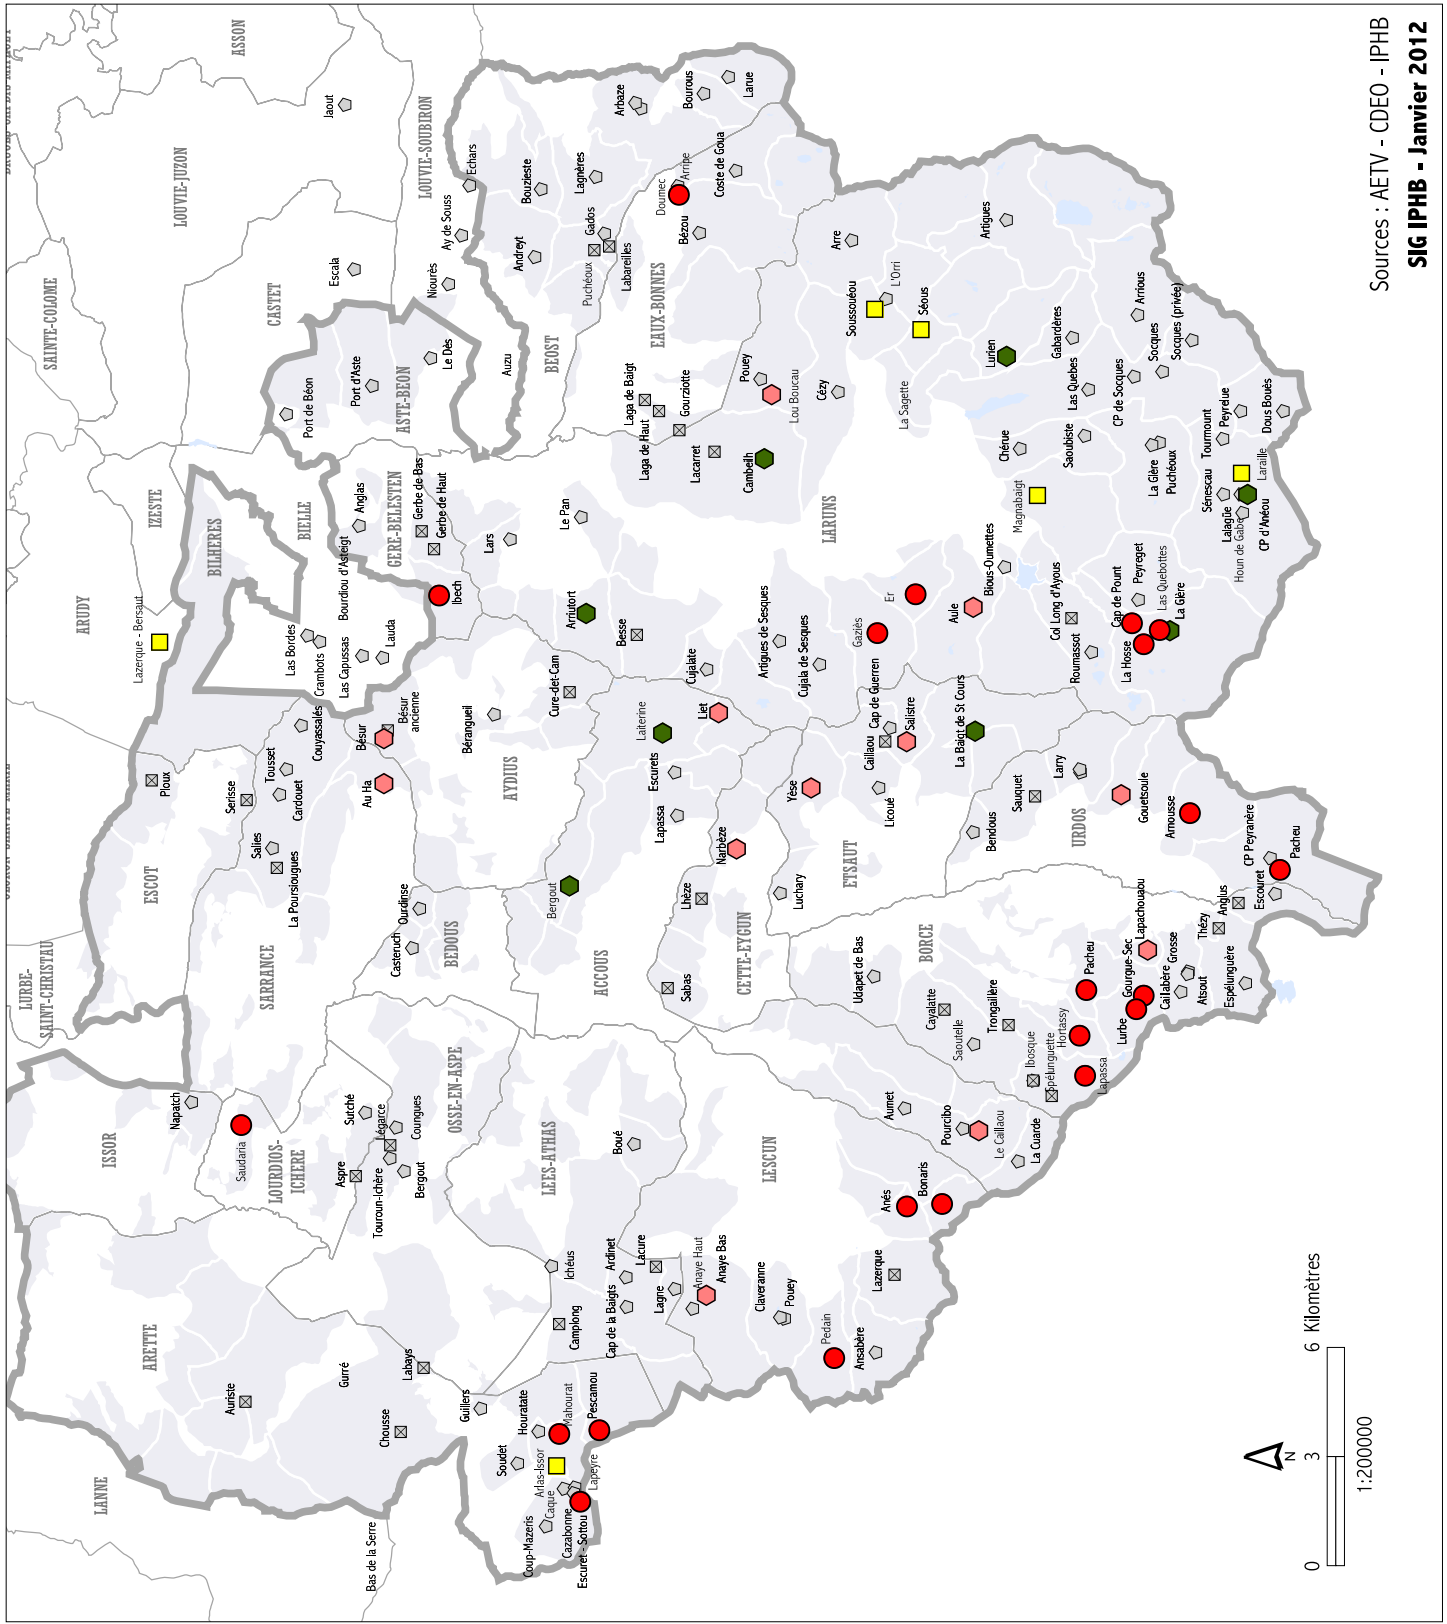 SAINTE-COLOME
LOUVIE-JUZON
ASSON
LURBE-
SAINT-CHRISTAU
ARUDY
IZESTE
CASTET
LOUVIE-SOUBIRON
LANNE
ARETTE
ISSOR
ESCOT
BILHERES
BIELLE
ASTE-BEON
BEOST
LOURDIOS-
ICHERE
SARRANCE
GERE-BELESTEN
EAUX-BONNES
OSSE-EN-ASPE
BEDOUS
AYDIUS
LEES-ATHAS
ACCOUS
LARUNS
LESCUN
CETTE-EYGUN
ETSAUT
BORCE
URDOS
Jaout
Escala
Echars
Ay de Souss
Niourès
Port de Béon
Port d'Aste
Le Dès
Auzu
Bouzieste
Andreyt
Lagnères
Gados
Puchéoux
Labareilles
Arbaze
Bourous
Larue
Doumec
Arripe
Coste de Goua
Bézou
Laga de Baigt
Laga de Haut
Gourziotte
Lacarret
Cambeilh
Pouey
Lou Boucau
Cézy
Arre
Soussouéou
L'Orri
Séous
La Sagette
Artigues
Lurien
Gabardères
Las Quebes
Arrious
Socques
Socques (privée)
CP de Socques
Chérue
Saoubiste
La Glère
Puchéoux
Tourmount
Peyrelue
Dous Bouès
Laraille
Sénescau
Lalagüe
Houn de Gabe
CP d'Anéou
Magnabaigt
Bious-Oumettes
Col Long d'Ayous
Roumassot
Cap de Pount
Peyreget
Las Quebottes
La Glère
La Hosse
Er
Aule
Gaziès
Artigues de Sesques
Cujala de Sesques
Cujalate
Besse
Arriutort
Le Pan
Lars
Anglas
Gerbe de Bas
Gerbe de Haut
Ibech
Bourdiou d'Asteigt
Las Bordes
Crambots
Las Capussas
Lauda
Lazerque - Bersaut
Couyassalés
Bésur
Bésur
ancienne
Au Ha
Bérangueil
Cure-det-Cam
Ploux
Serisse
Tousset
Cardouet
Salies
La Poursiougues
Ourdinse
Casteruch
Bergout
Laiterine
Liet
Escurets
Lapassa
Narbèze
Lhèze
Sabas
Yèse
Luchary
Licoué
Caillaou
Cap de Guerren
Salistre
La Baigt de St Cours
Bendous
Sauquet
Larry
Gouetsoule
Arnousse
CP Peyranère
Pacheu
Escouret
Anglus
Thézy
Espélunguère
Lapachouaou
Grosse
Caillabère
Atsout
Gourgue-Sec
Lurbe
Pacheu
Hortassy
Lapassa
Espélunguette
Ibosque
Trongaillère
Cayalatte
Saoutelle
Udapet de Bas
Aumet
Pourcibo
Le Caillaou
La Cuarde
Anés
Bonaris
Lazerque
Ansabère
Pedain
Claveranne
Pouey
Anaye Haut
Anaye Bas
Lagne
Lacure
Ardinet
Cap de la Baigts
Ichéus
Camplong
Boué
Napatch
Saudaria
Sutché
Légarce
Coungues
Aspre
Touroun-Ichère
Bergout
Auriste
Gurré
Labays
Chousse
Guillers
Houratate
Mahourat
Pescamou
Soudet
Arlas-Issor
Caque
Lapeyre
Coup-Mazeris
Cazabonne
Escuret - Sottou
Bas de la Serre
N
0 3 6 Kilomètres
1:200000
Sources : AETV - CDEO - IPHB
SIG IPHB - Janvier 2012